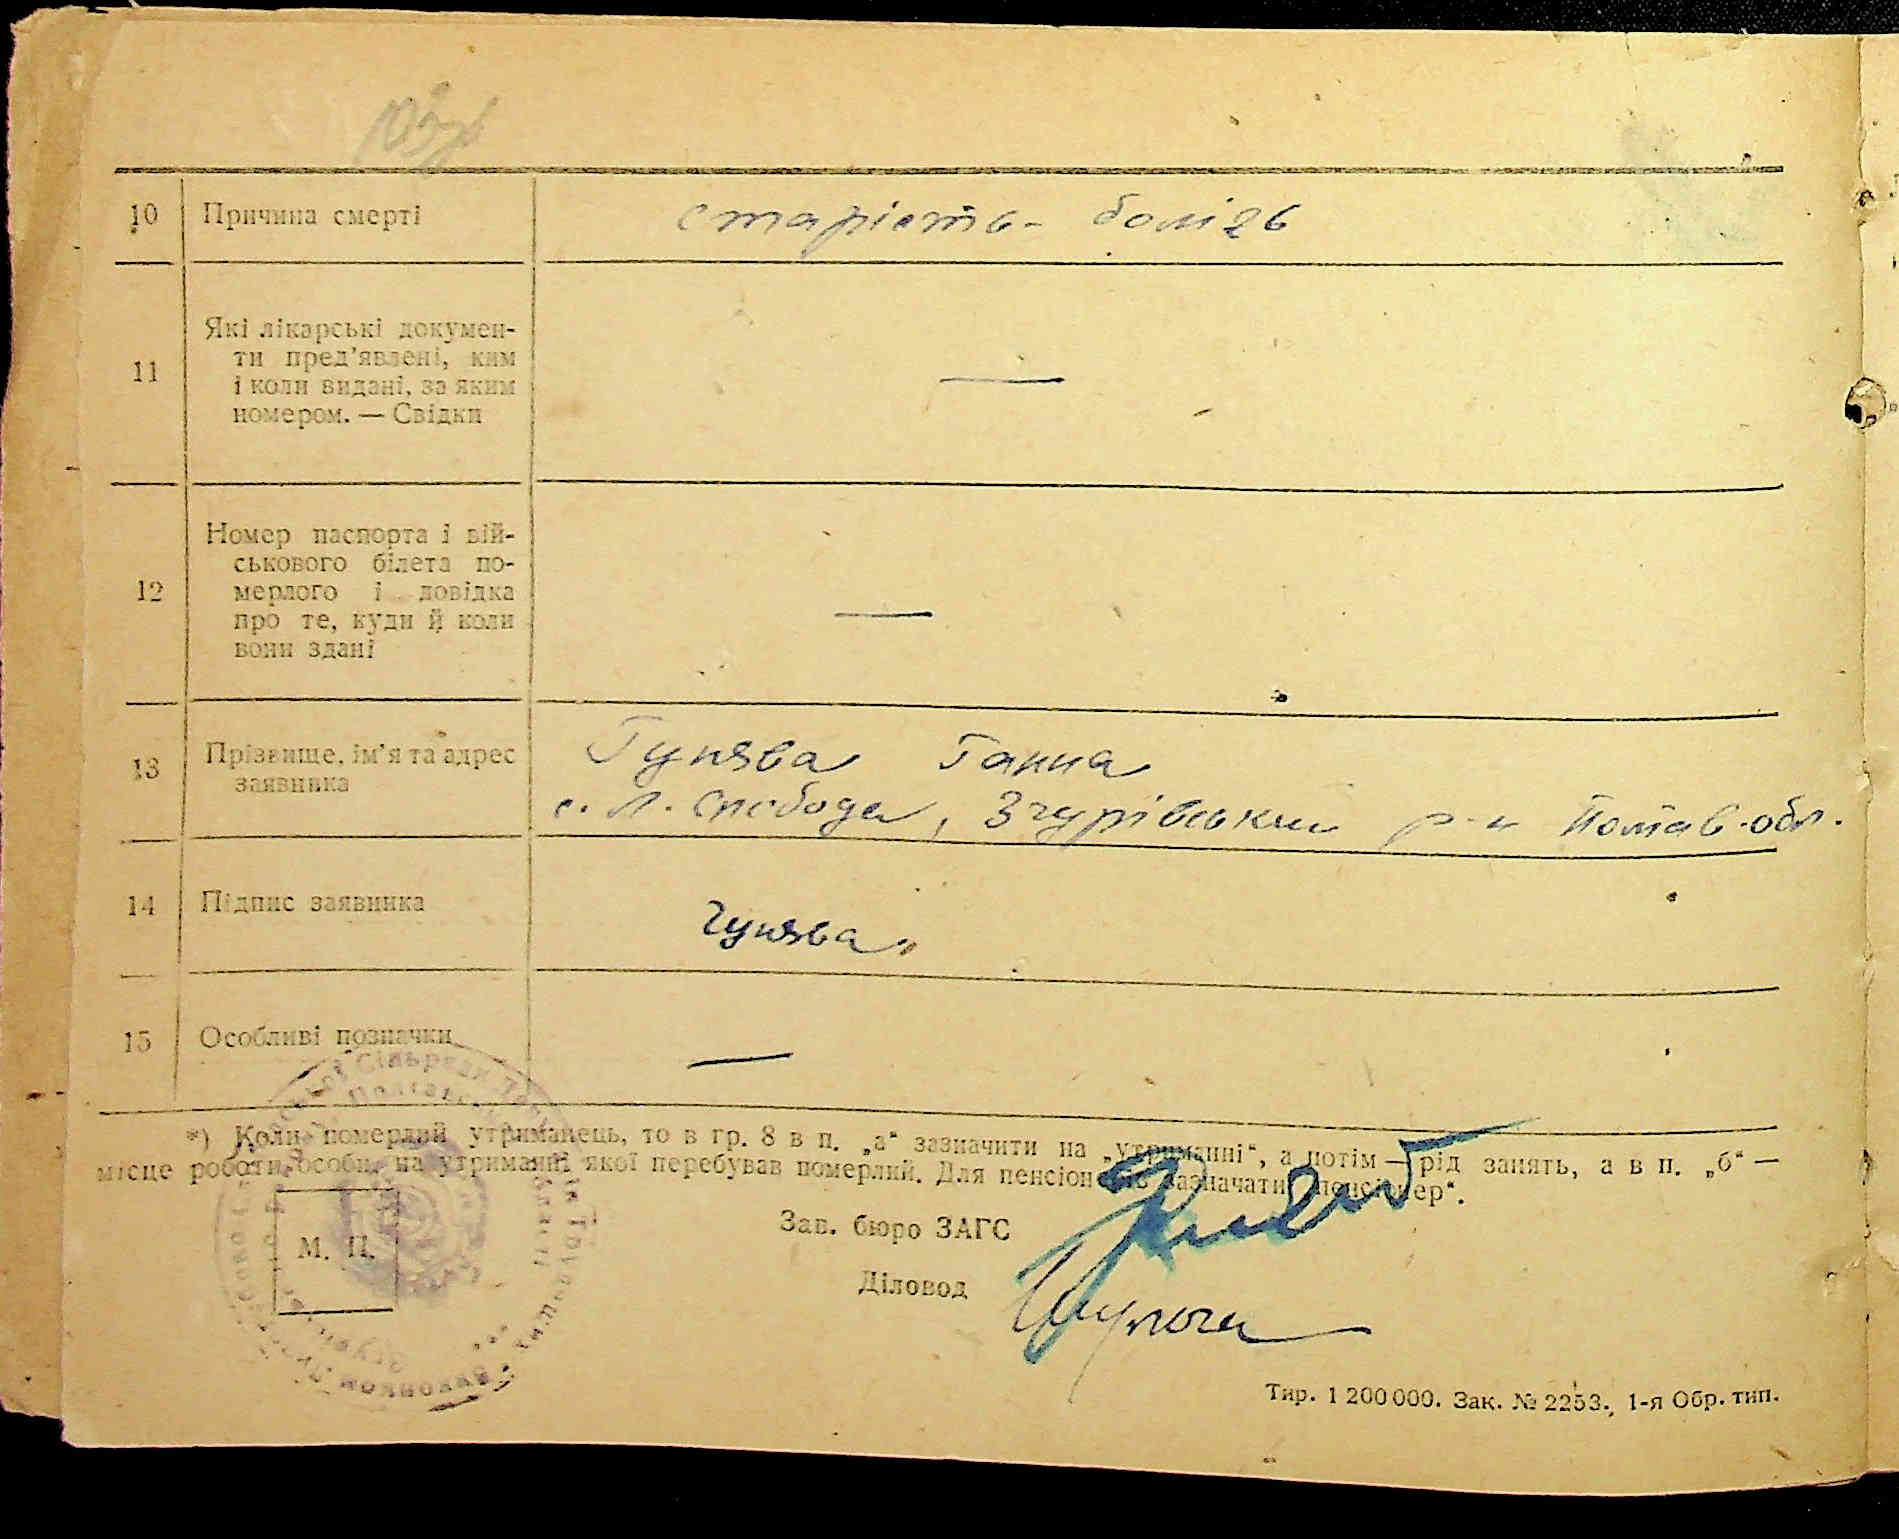 10 Причина смерті старість - болізь
11 Які лікарські докумен-
ти пред'явлені, ким
і коли видані, за яким
номером. — Свідки —
12 Номер паспорта і вій-
ськового білета по-
мерлого і довідка
про те, куди й коли
вони здані —
13 Прізвище, ім'я та адрес
заявника
Гунява Ганна
с. Л. Слобода, Згурівський р-н Полтав. обл.
14 Підпис заявника Гунява
15 Особливі позначки —
*) Коли померлий утриманець, то в гр. 8 в п. „а“ зазначити на „утриманні“, а потім — рід занять, а в п. „б“ —
місце роботи особи, на утриманні якої перебував померлий. Для пенсіонерів зазначати „пенсіонер“.
М. П.
Зав. бюро ЗАГС
Діловод
Тир. 1 200 000. Зак. № 2253. 1-я Обр. тип.